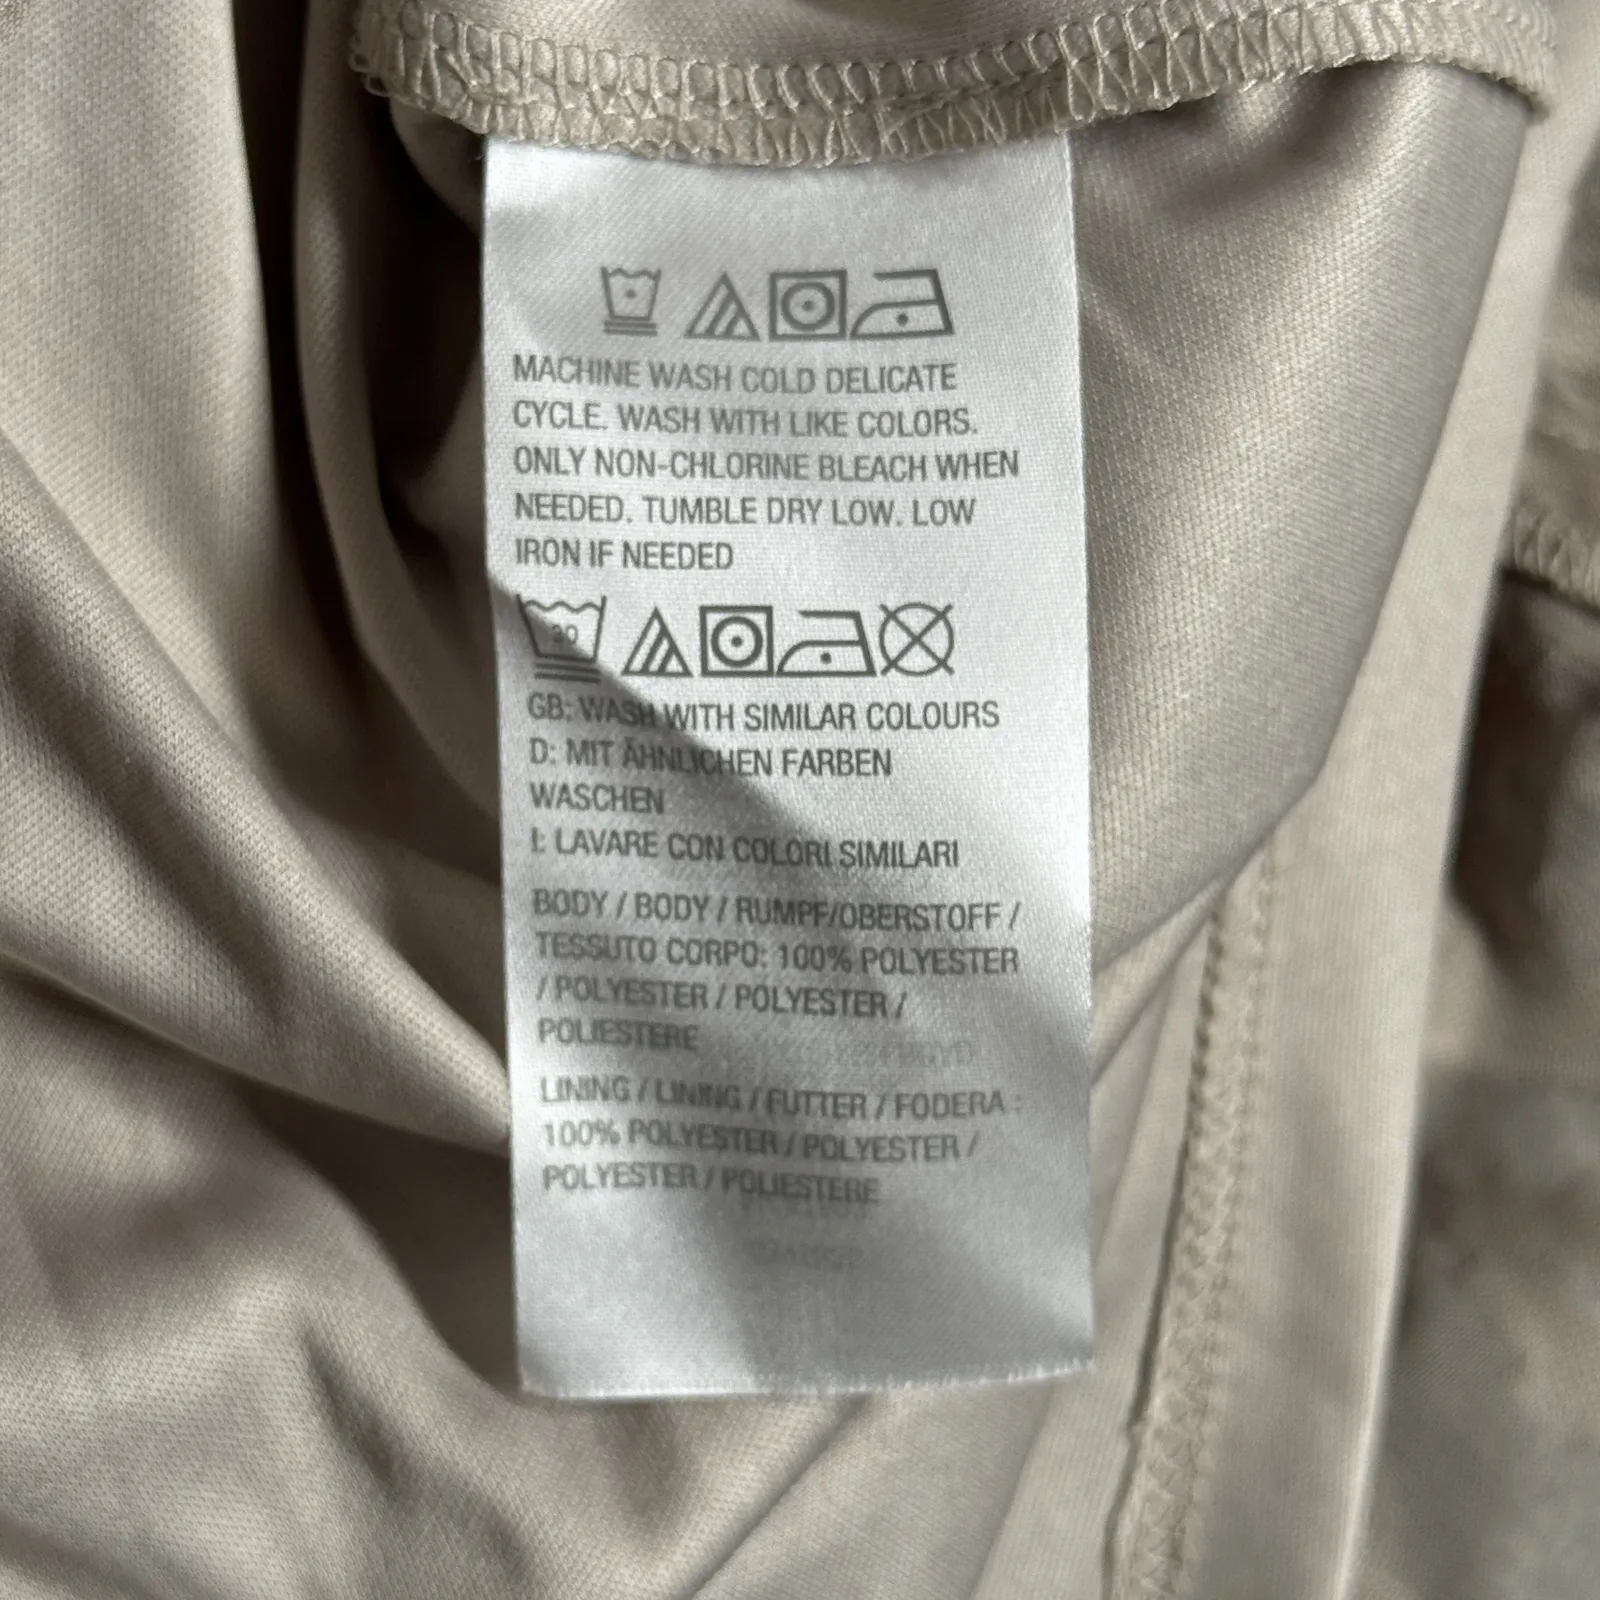 MACHINE WASH COLD DELICATE
CYCLE. WASH WITH LIKE COLORS.
ONLY NON-CHLORINE BLEACH WHEN
NEEDED. TUMBLE DRY LOW. LOW
IRON IF NEEDED
30
GB: WASH WITH SIMILAR COLOURS
D: MIT ÄHNLICHEN FARBEN
WASCHEN
I: LAVARE CON COLORI SIMILARI
BODY / BODY / RUMPF/OBERSTOFF /
TESSUTO CORPO: 100% POLYESTER
/ POLYESTER / POLYESTER /
POLIESTERE
LINING / LINING / FUTTER / FODERA :
100% POLYESTER / POLYESTER /
POLYESTER / POLIESTERE